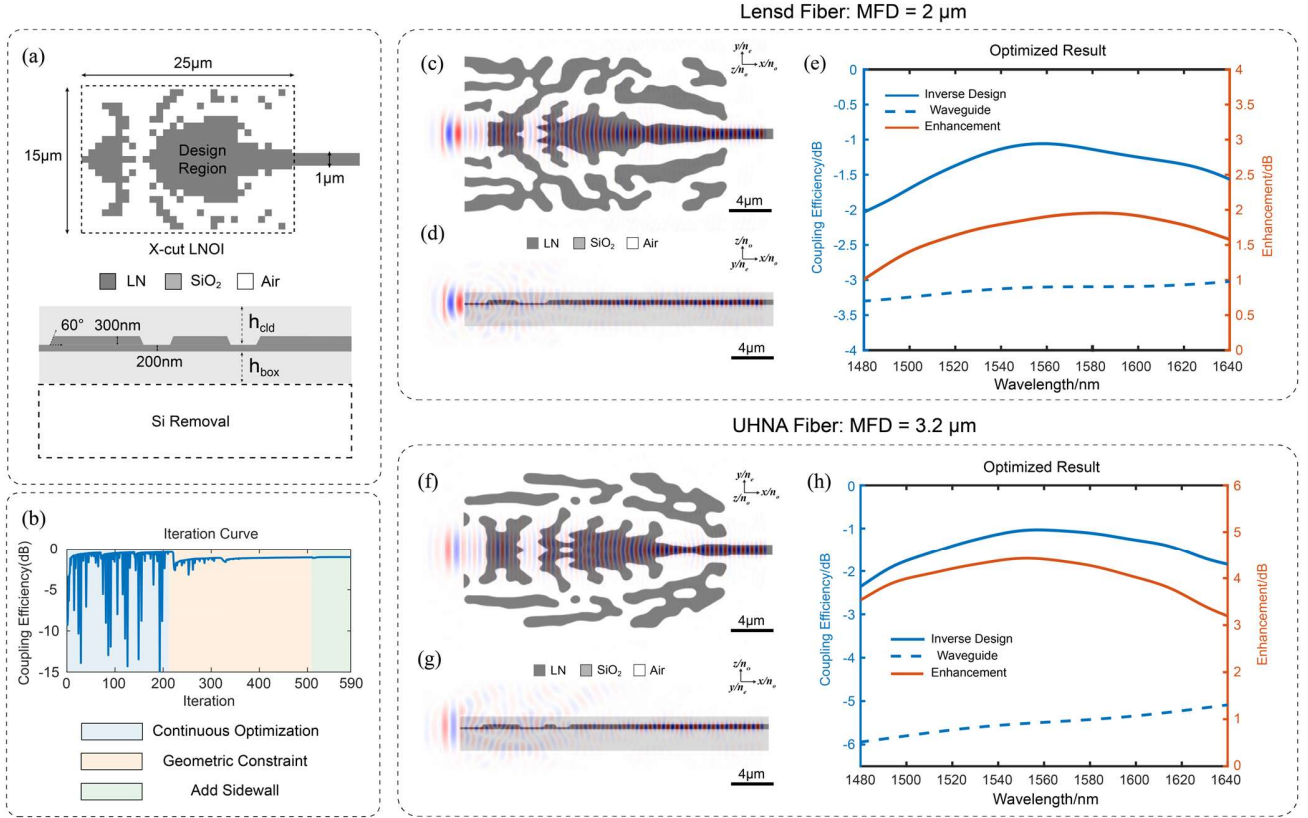 Lensd Fiber: MFD = 2 μm
(a)
25μm
15μm
Design
Region
1μm
X-cut LNOI
LN SiO₂ Air
60° 300nm
200nm
h_cld
h_box
Si Removal
(b)
Iteration Curve
Coupling Efficiency(dB)
0
-5
-10
-15
0 100 200 300 400 500 590
Iteration
Continuous Optimization
Geometric Constraint
Add Sidewall
(c)
y/nₑ
z/nₒ x/nₒ
4μm
(d)
LN SiO₂ Air
z/nₒ
y/nₑ x/nₒ
4μm
(e)
Optimized Result
Inverse Design
Waveguide
Enhancement
Coupling Efficiency/dB
0
-0.5
-1
-1.5
-2
-2.5
-3
-3.5
-4
Enhancement/dB
4
3.5
3
2.5
2
1.5
1
0.5
0
1480 1500 1520 1540 1560 1580 1600 1620 1640
Wavelength/nm
UHNA Fiber: MFD = 3.2 μm
(f)
y/nₑ
z/nₒ x/nₒ
4μm
(g)
LN SiO₂ Air
z/nₒ
y/nₑ x/nₒ
4μm
(h)
Optimized Result
Inverse Design
Waveguide
Enhancement
Coupling Efficiency/dB
0
-1
-2
-3
-4
-5
-6
Enhancement/dB
6
5
4
3
2
1
0
1480 1500 1520 1540 1560 1580 1600 1620 1640
Wavelength/nm